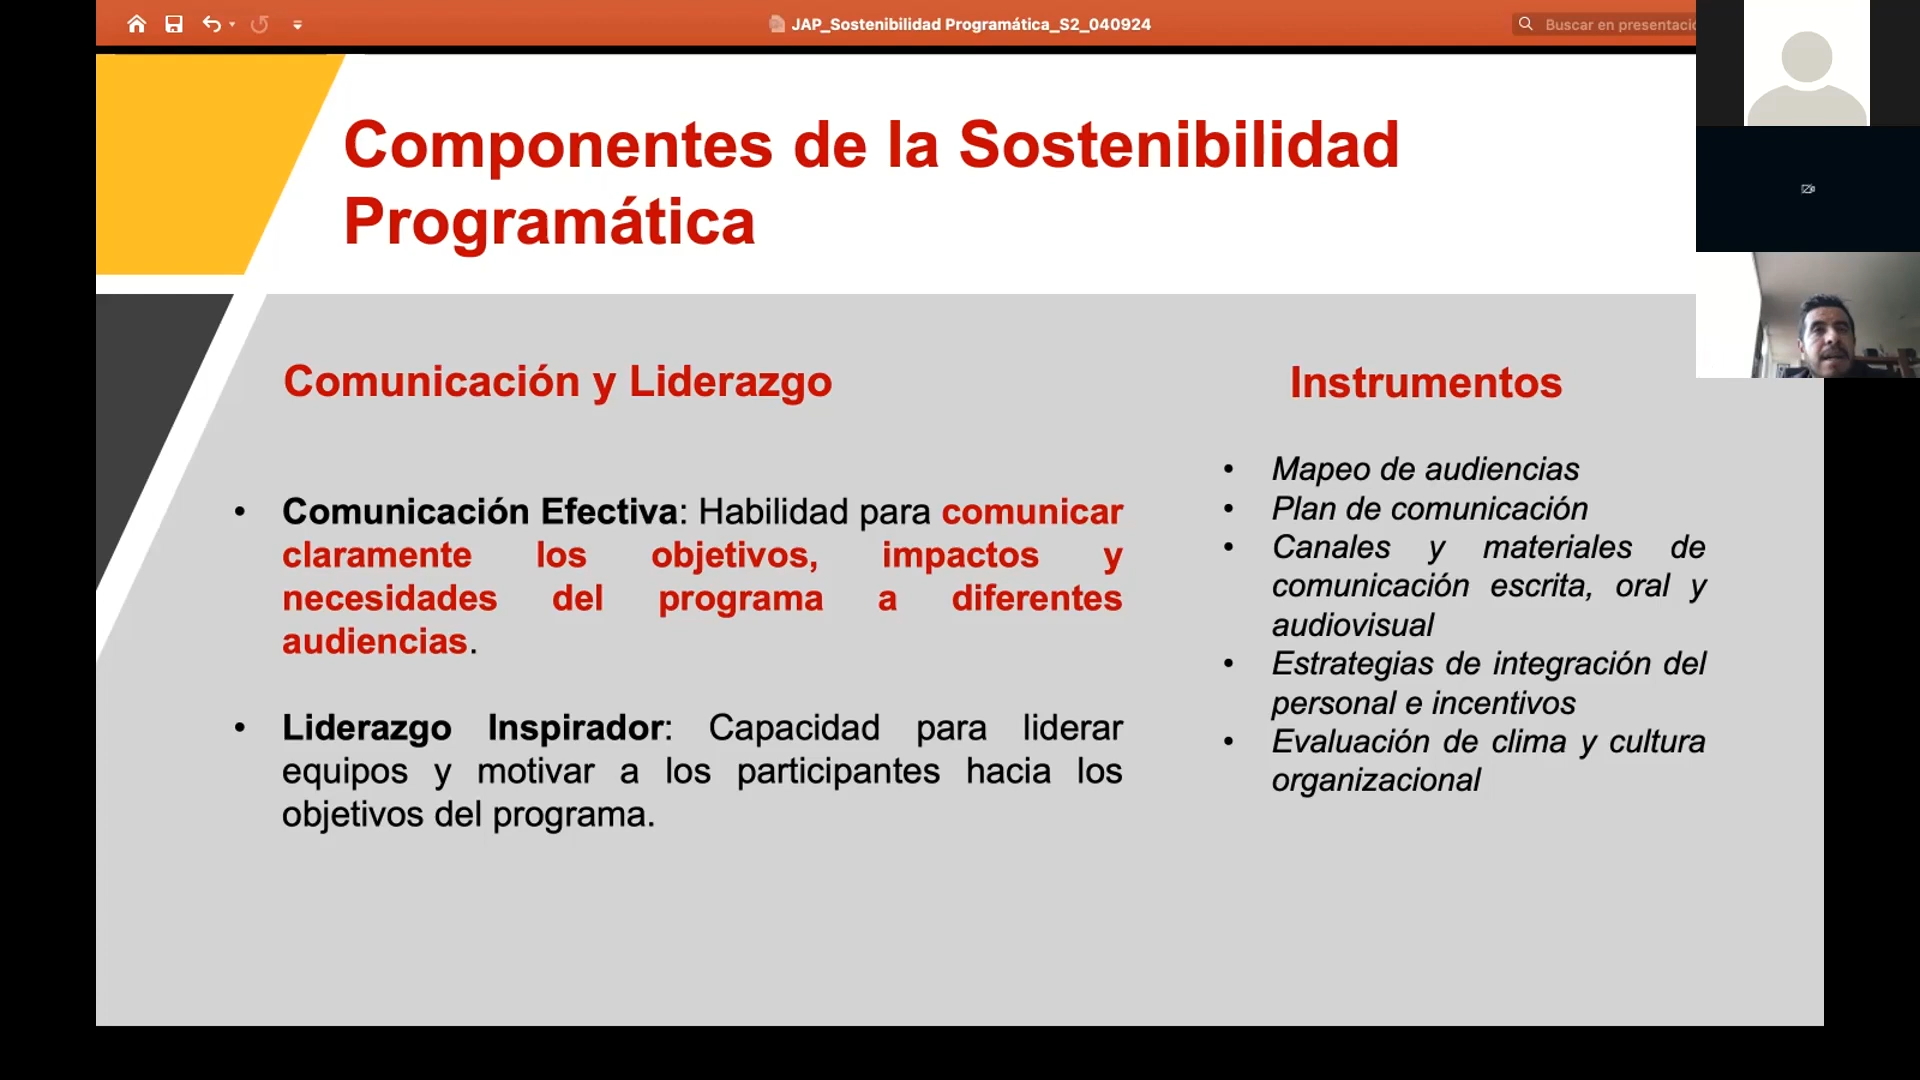 JAP_Sostenibilidad Programática_S2_040924
Buscar en presentació
Componentes de la Sostenibilidad
Programática
Comunicación y Liderazgo
• Comunicación Efectiva: Habilidad para comunicar
claramente los objetivos, impactos y
necesidades del programa a diferentes
audiencias.
• Liderazgo Inspirador: Capacidad para liderar
equipos y motivar a los participantes hacia los
objetivos del programa.
Instrumentos
• Mapeo de audiencias
• Plan de comunicación
• Canales y materiales de
comunicación escrita, oral y
audiovisual
• Estrategias de integración del
personal e incentivos
• Evaluación de clima y cultura
organizacional